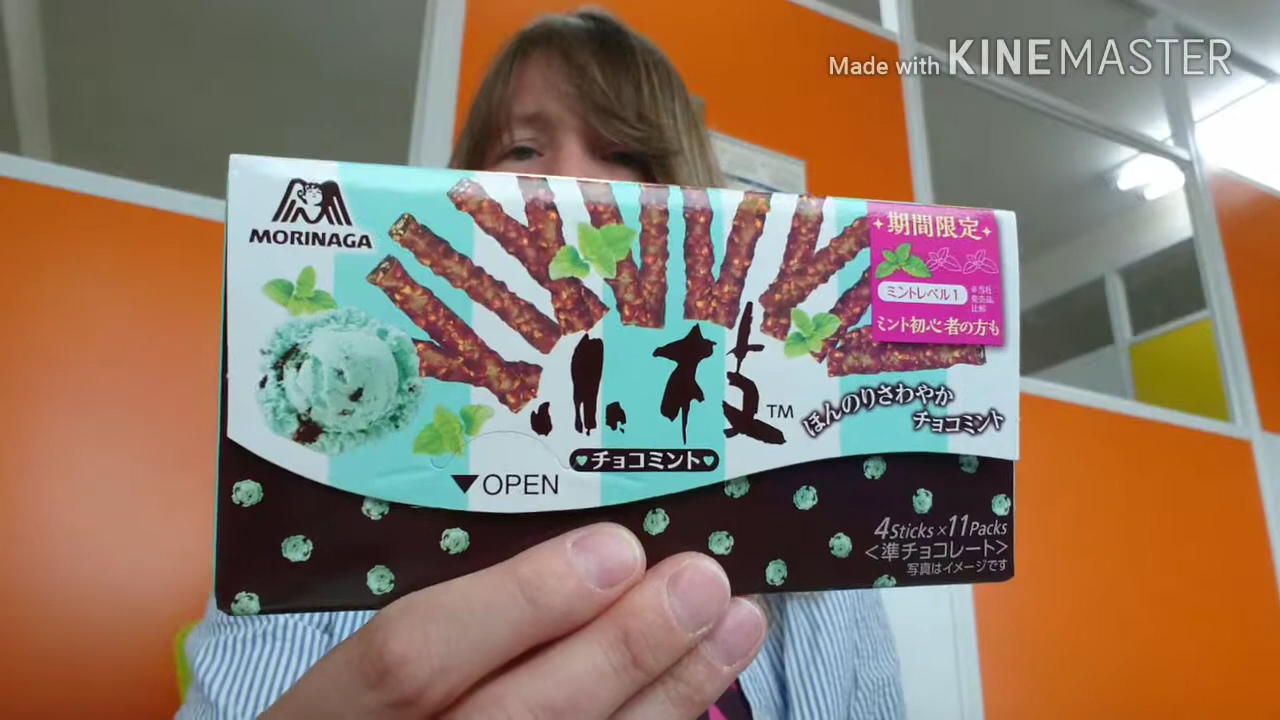 Made with KINEMASTER
MORINAGA
期間限定
ミントレベル1
※当社
発売品
比較
ミント初心者の方も
小枝™
ほんのりさわやか
チョコミント
チョコミント
▼OPEN
4Sticks×11Packs
<準チョコレート>
写真はイメージです